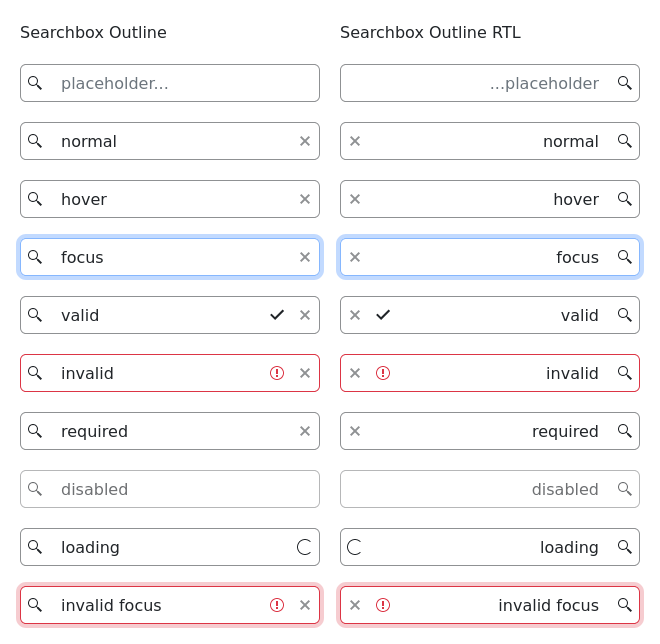 Searchbox Outline
placeholder...
normal
hover
focus
valid
invalid
required
disabled
loading
invalid focus
Searchbox Outline RTL
...placeholder
normal
hover
focus
valid
invalid
required
disabled
loading
invalid focus